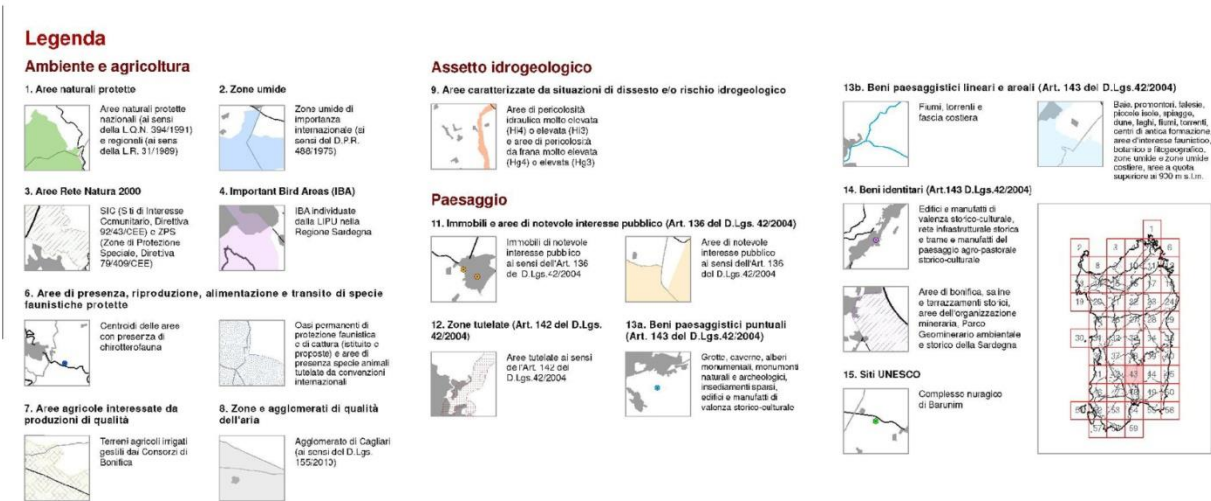 Legenda
Ambiente e agricoltura
1. Aree naturali protette
Aree naturali protette
nazionali (ai sensi
della L.Q.N. 394/1991)
e regionali (ai sensi
della L.R. 31/1989)
2. Zone umide
Zone umide di
importanza
internazionale (ai
sensi del D.P.R.
488/1976)
3. Aree Rete Natura 2000
SIC (Siti di Interesse
Comunitario, Direttiva
92/43/CEE) e ZPS
(Zone di Protezione
Speciale, Direttiva
79/409/CEE)
4. Important Bird Areas (IBA)
IBA individuate
dalla LIPU nella
Regione Sardegna
6. Aree di presenza, riproduzione, alimentazione e transito di specie
faunistiche protette
Centroidi delle aree
con presenza di
chirotterofauna
Oasi permanenti di
protezione faunistica
e di cattura (istituite o
proposte) e aree di
presenza specie animali
tutelate da convenzioni
internazionali
7. Aree agricole interessate da
produzioni di qualità
Terreni agricoli irrigati
gestiti dai Consorzi di
Bonifica
8. Zone e agglomerati di qualità
dell'aria
Agglomerato di Cagliari
(ai sensi del D.Lgs.
155/2010)
Assetto idrogeologico
9. Aree caratterizzate da situazioni di dissesto e/o rischio idrogeologico
Aree di pericolosità
idraulica molto elevata
(Hi4) o elevata (Hi3)
e aree di pericolosità
da frana molto elevata
(Hg4) o elevata (Hg3)
Paesaggio
11. Immobili e aree di notevole interesse pubblico (Art. 136 del D.Lgs. 42/2004)
Immobili di notevole
interesse pubblico
ai sensi dell'Art. 136
de D.Lgs.42/2004
Aree di notevole
interesse pubblico
ai sensi dell'Art. 136
del D.Lgs.42/2004
12. Zone tutelate (Art. 142 del D.Lgs.
42/2004)
Aree tutelate ai sensi
de l'Art. 142 del
D.Lgs.42/2004
13a. Beni paesaggistici puntuali
(Art. 143 del D.Lgs.42/2004)
Grotte, caverne, alberi
monumentali, monumenti
naturali e archeologici,
insediamenti sparsi,
edifici e manufatti di
valenza storico-culturale
13b. Beni paesaggistici lineari e areali (Art. 143 del D.Lgs.42/2004)
Fiumi, torrenti e
fascia costiera
Baie, promontori, falesie,
piccole isole, spiagge,
dune, laghi, fiumi, torrenti,
centri di antica formazione,
aree d'interesse faunistico,
botanico e fitogeografico,
zone umide e zone umide
costiere, aree a quota
superiore ai 900 m s.l.m.
14. Beni identitari (Art.143 D.Lgs.42/2004)
Edifici e manufatti di
valenza storico-culturale,
rete infrastrutturale storica
e trame e manufatti del
paesaggio agro-pastorale
storico-culturale
Aree di bonifica, saline
e terrazzamenti storici,
aree dell'organizzazione
mineraria, Parco
Geominerario ambientale
e storico della Sardegna
15. Siti UNESCO
Complesso nuragico
di Barumini